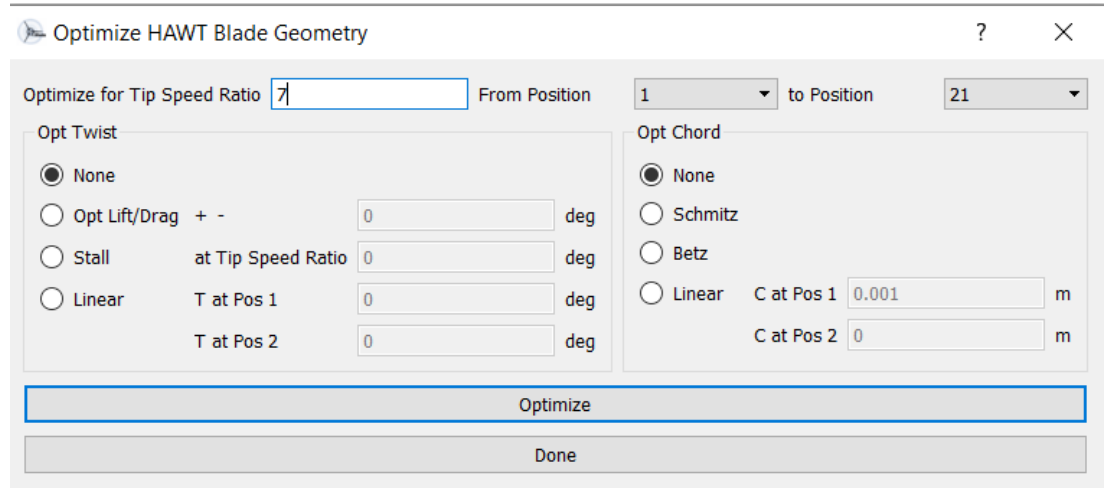 Optimize HAWT Blade Geometry ? ×
Optimize for Tip Speed Ratio 7 From Position 1 to Position 21
Opt Twist
None
Opt Lift/Drag + - 0 deg
Stall at Tip Speed Ratio 0 deg
Linear T at Pos 1 0 deg
T at Pos 2 0 deg
Opt Chord
None
Schmitz
Betz
Linear C at Pos 1 0.001 m
C at Pos 2 0 m
Optimize
Done